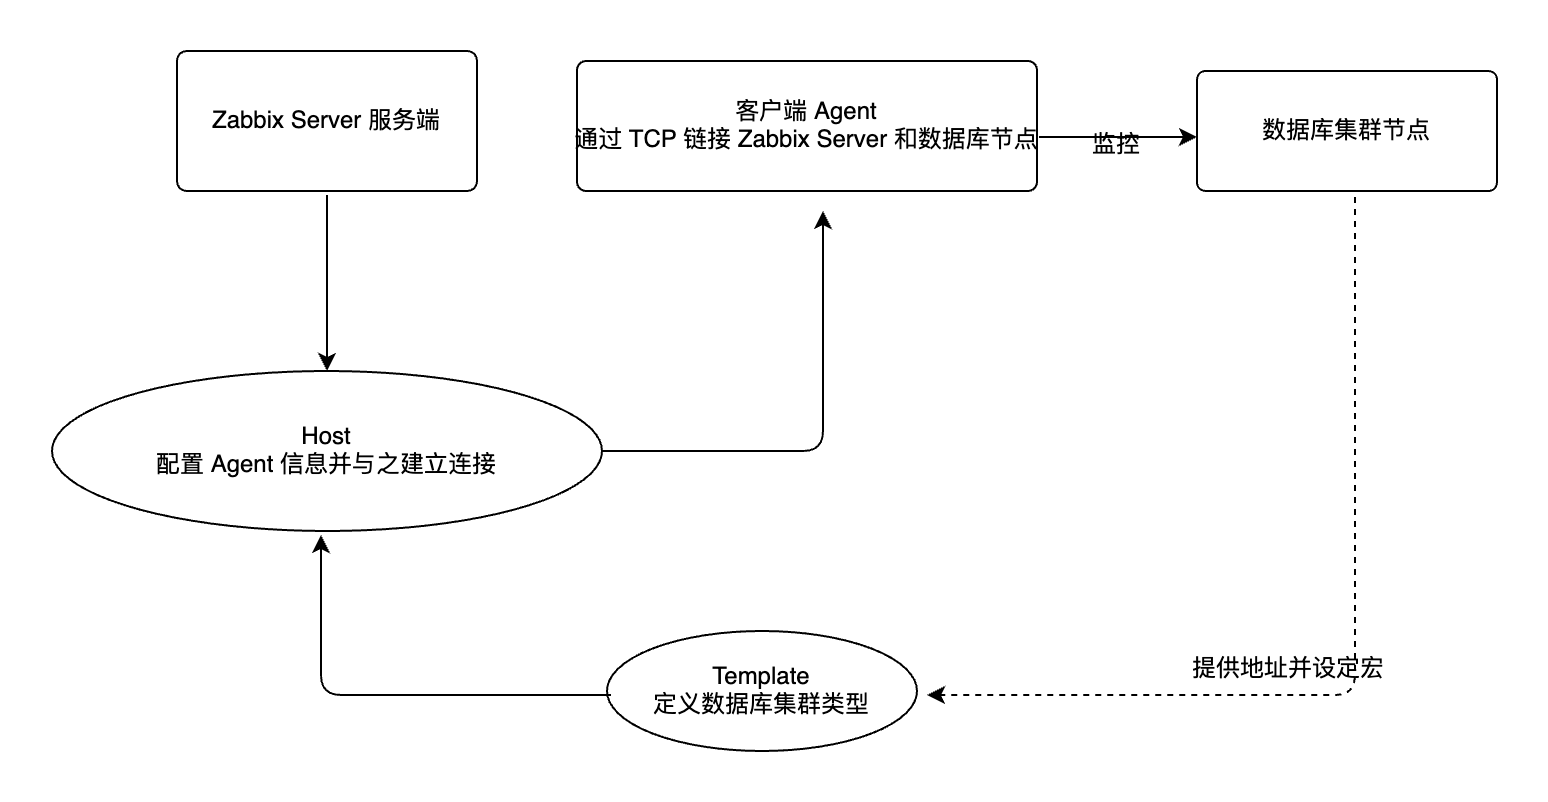 Zabbix Server 服务端
客户端 Agent
通过 TCP 链接 Zabbix Server 和数据库节点
监控
数据库集群节点
Host
配置 Agent 信息并与之建立连接
提供地址并设定宏
Template
定义数据库集群类型